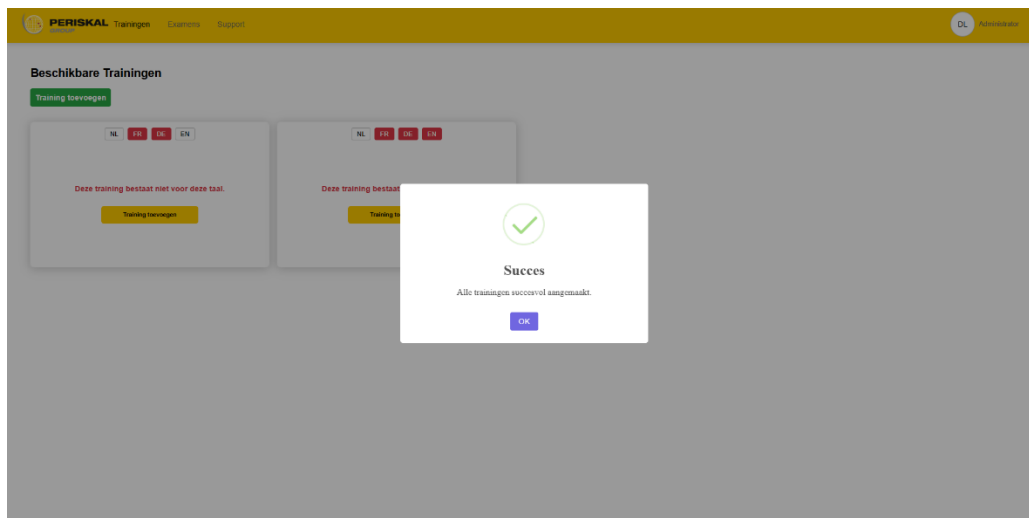 PERISKAL
GROUP
Trainingen
Examens
Support
DL
Administrator
Beschikbare Trainingen
Training toevoegen
NL FR DE EN
Deze training bestaat niet voor deze taal.
Training toevoegen
NL FR DE EN
Deze training bestaat
Training
Succes
Alle trainingen succesvol aangemaakt.
OK